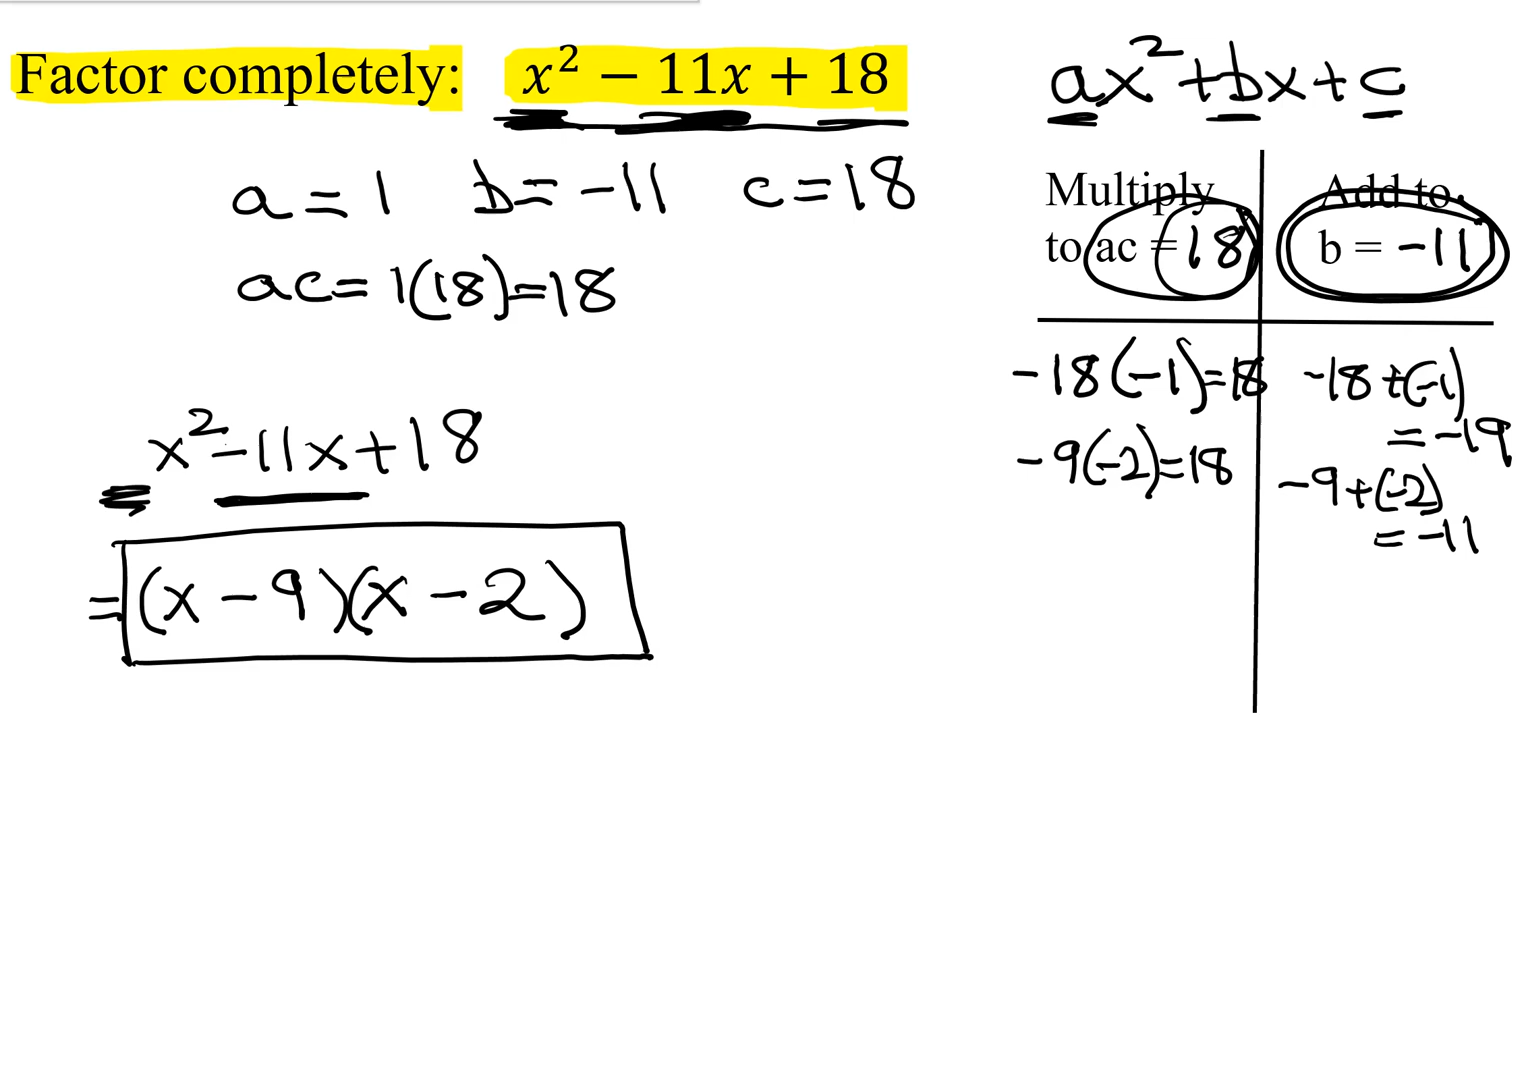 Factor completely: x² − 11x + 18
a = 1 b = -11 c = 18
ac = 1(18) = 18
x² - 11x + 18
= (x - 9)(x - 2)
ax² + bx + c
Multiply
to ac = 18
Add to
b = -11
-18(-1) = 18
-18 + (-1)
= -19
-9(-2) = 18
-9 + (-2)
= -11